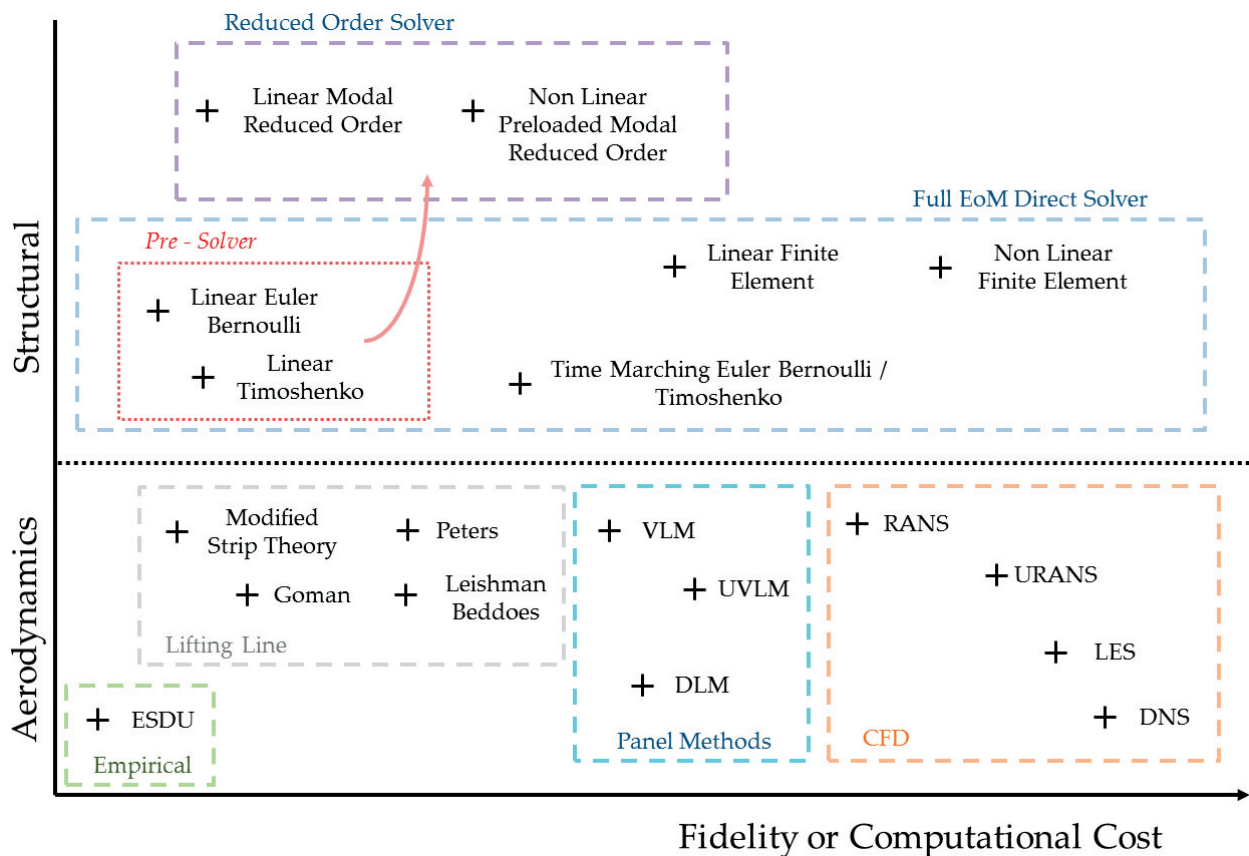 Reduced Order Solver
Linear Modal
Reduced Order
Non Linear
Preloaded Modal
Reduced Order
Structural
Full EoM Direct Solver
Pre - Solver
Linear Euler
Bernoulli
Linear
Timoshenko
Linear Finite
Element
Non Linear
Finite Element
Time Marching Euler Bernoulli /
Timoshenko
Aerodynamics
Modified
Strip Theory
Peters
Goman
Leishman
Beddoes
Lifting Line
ESDU
Empirical
VLM
UVLM
DLM
Panel Methods
RANS
URANS
LES
DNS
CFD
Fidelity or Computational Cost